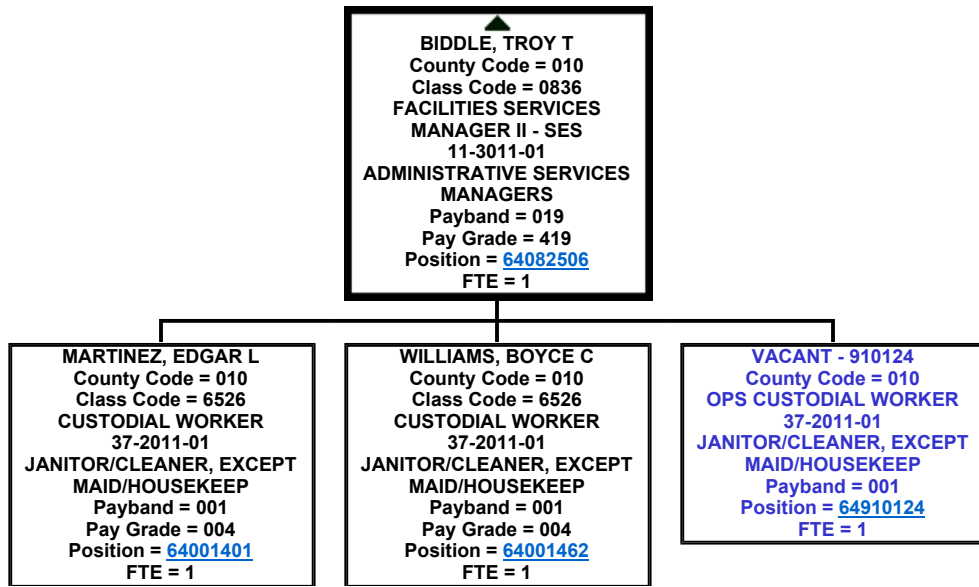 BIDDLE, TROY T
County Code = 010
Class Code = 0836
FACILITIES SERVICES
MANAGER II - SES
11-3011-01
ADMINISTRATIVE SERVICES
MANAGERS
Payband = 019
Pay Grade = 419
Position = 64082506
FTE = 1
MARTINEZ, EDGAR L
County Code = 010
Class Code = 6526
CUSTODIAL WORKER
37-2011-01
JANITOR/CLEANER, EXCEPT
MAID/HOUSEKEEP
Payband = 001
Pay Grade = 004
Position = 64001401
FTE = 1
WILLIAMS, BOYCE C
County Code = 010
Class Code = 6526
CUSTODIAL WORKER
37-2011-01
JANITOR/CLEANER, EXCEPT
MAID/HOUSEKEEP
Payband = 001
Pay Grade = 004
Position = 64001462
FTE = 1
VACANT - 910124
County Code = 010
OPS CUSTODIAL WORKER
37-2011-01
JANITOR/CLEANER, EXCEPT
MAID/HOUSEKEEP
Payband = 001
Position = 64910124
FTE = 1